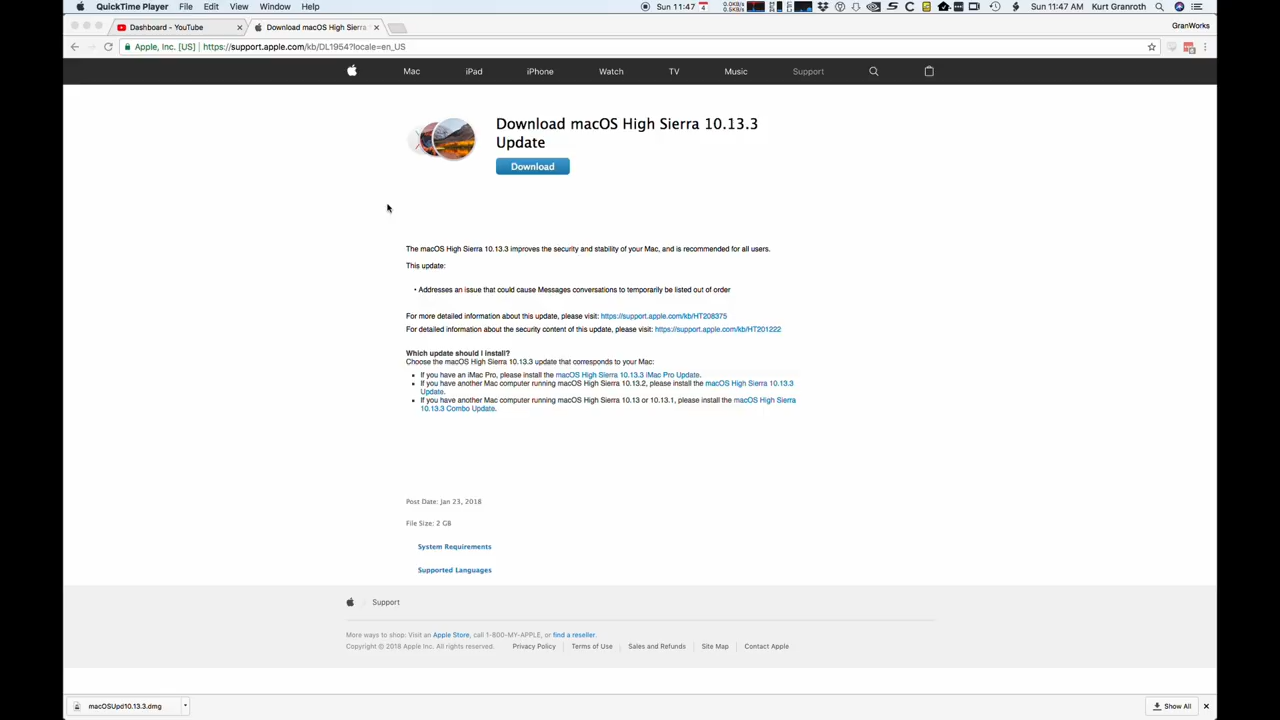 QuickTime Player File Edit View Window Help Sun 11:47 4 0.0KB/s 0.5KB/s Sun 11:47 AM Kurt Granroth
Dashboard - YouTube Download macOS High Sierra GranWorks
Apple, Inc. [US] https://support.apple.com/kb/DL1954?locale=en_US
Mac iPad iPhone Watch TV Music Support
Download macOS High Sierra 10.13.3
Update
Download
The macOS High Sierra 10.13.3 improves the security and stability of your Mac, and is recommended for all users.
This update:
• Addresses an issue that could cause Messages conversations to temporarily be listed out of order
For more detailed information about this update, please visit: https://support.apple.com/kb/HT208375
For detailed information about the security content of this update, please visit: https://support.apple.com/kb/HT201222
Which update should I install?
Choose the macOS High Sierra 10.13.3 update that corresponds to your Mac:
If you have an iMac Pro, please install the macOS High Sierra 10.13.3 iMac Pro Update.
If you have another Mac computer running macOS High Sierra 10.13.2, please install the macOS High Sierra 10.13.3
Update.
If you have another Mac computer running macOS High Sierra 10.13 or 10.13.1, please install the macOS High Sierra
10.13.3 Combo Update.
Post Date: Jan 23, 2018
File Size: 2 GB
System Requirements
Supported Languages
Support
More ways to shop: Visit an Apple Store, call 1-800-MY-APPLE, or find a reseller.
Copyright © 2018 Apple Inc. All rights reserved. Privacy Policy Terms of Use Sales and Refunds Site Map Contact Apple
macOSUpd10.13.3.dmg Show All